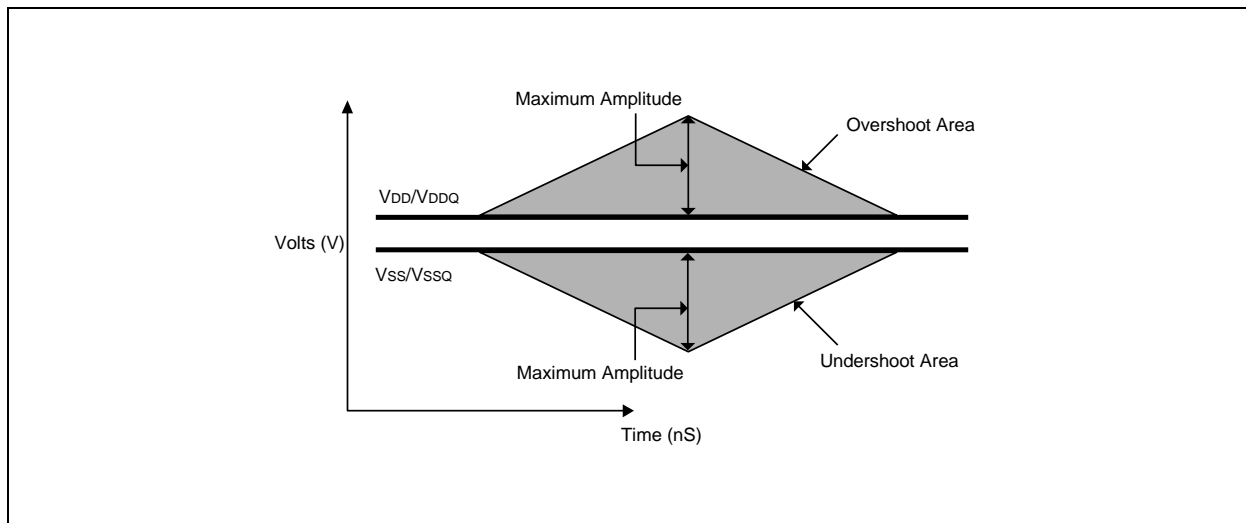 Maximum Amplitude
Overshoot Area
VDD/VDDQ
Volts (V)
VSS/VSSQ
Maximum Amplitude
Undershoot Area
Time (nS)